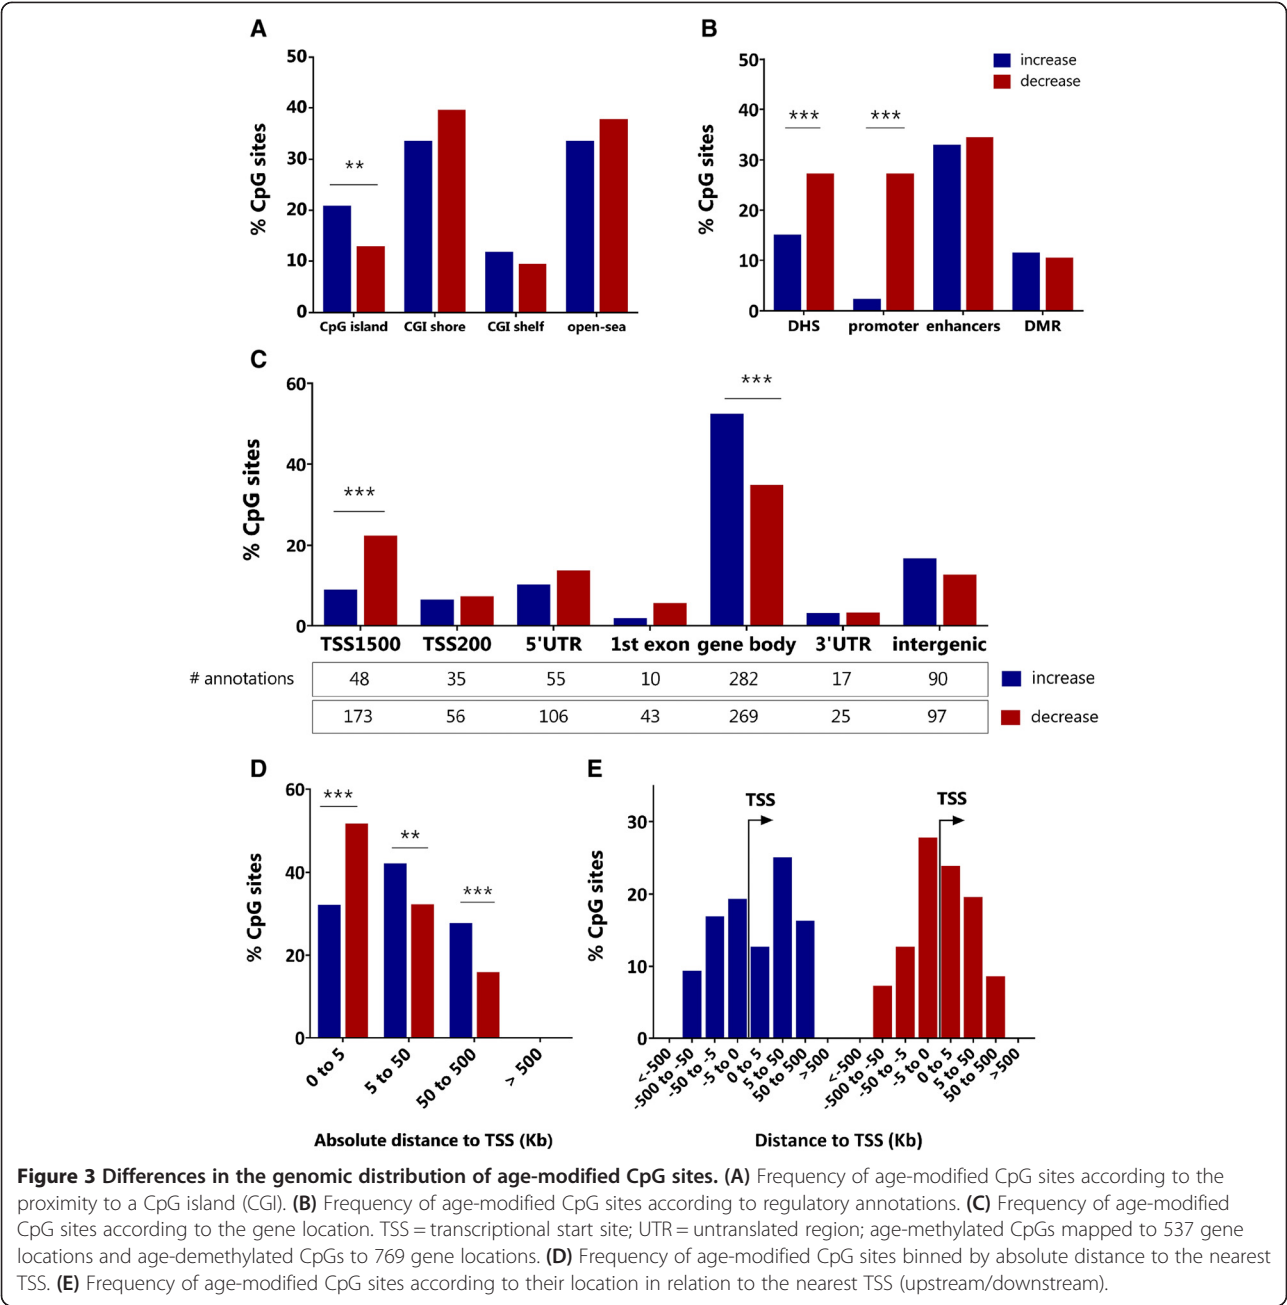 A
50
40
30
20
10
0
% CpG sites
**
CpG island CGI shore CGI shelf open-sea
B
50
40
30
20
10
0
% CpG sites
*** ***
increase
decrease
DHS promoter enhancers DMR
C
60
40
20
0
% CpG sites
***
***
TSS1500 TSS200 5'UTR 1st exon gene body 3'UTR intergenic
# annotations 48 35 55 10 282 17 90 increase
173 56 106 43 269 25 97 decrease
D
60
40
20
0
% CpG sites
***
**
***
0 to 5 5 to 50 50 to 500 > 500
Absolute distance to TSS (Kb)
E
30
20
10
0
% CpG sites
TSS TSS
<-500 -500 to -50 -50 to -5 -5 to 0 0 to 5 5 to 50 50 to 500 >500 <-500 -500 to -50 -50 to -5 -5 to 0 0 to 5 5 to 50 50 to 500 >500
Distance to TSS (Kb)
Figure 3 Differences in the genomic distribution of age-modified CpG sites. (A) Frequency of age-modified CpG sites according to the
proximity to a CpG island (CGI). (B) Frequency of age-modified CpG sites according to regulatory annotations. (C) Frequency of age-modified
CpG sites according to the gene location. TSS = transcriptional start site; UTR = untranslated region; age-methylated CpGs mapped to 537 gene
locations and age-demethylated CpGs to 769 gene locations. (D) Frequency of age-modified CpG sites binned by absolute distance to the nearest
TSS. (E) Frequency of age-modified CpG sites according to their location in relation to the nearest TSS (upstream/downstream).